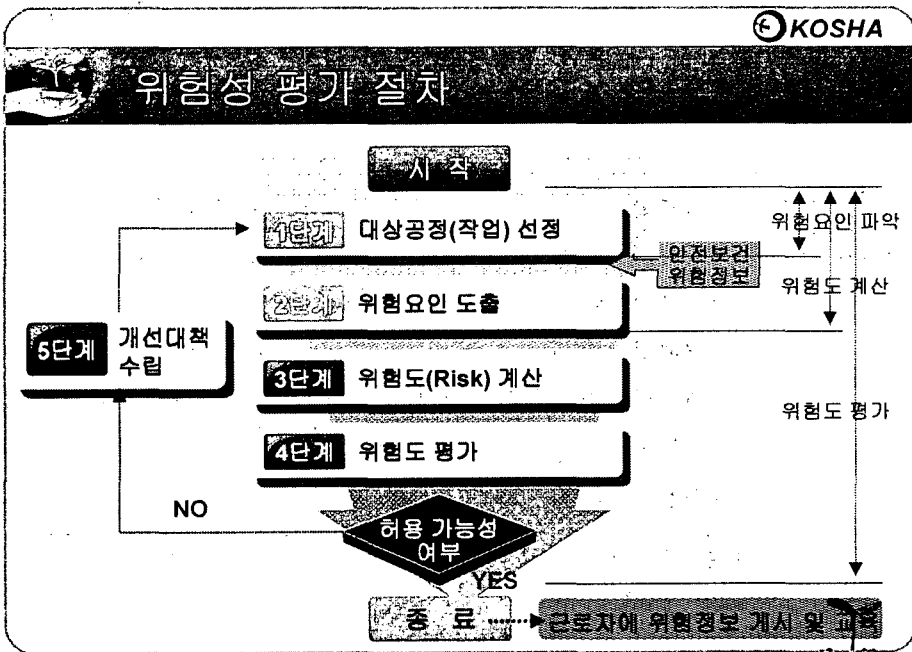 KOSHA
위험성 평가 절차
시 작
1단계 대상공정(작업) 선정
위험요인 파악
안전보건
위험정보
2단계 위험요인 도출
위험도 계산
5단계 개선대책
수립
3단계 위험도(Risk) 계산
위험도 평가
4단계 위험도 평가
NO
허용 가능성
여부
YES
종 료
근로자에 위험정보 게시 및 교육